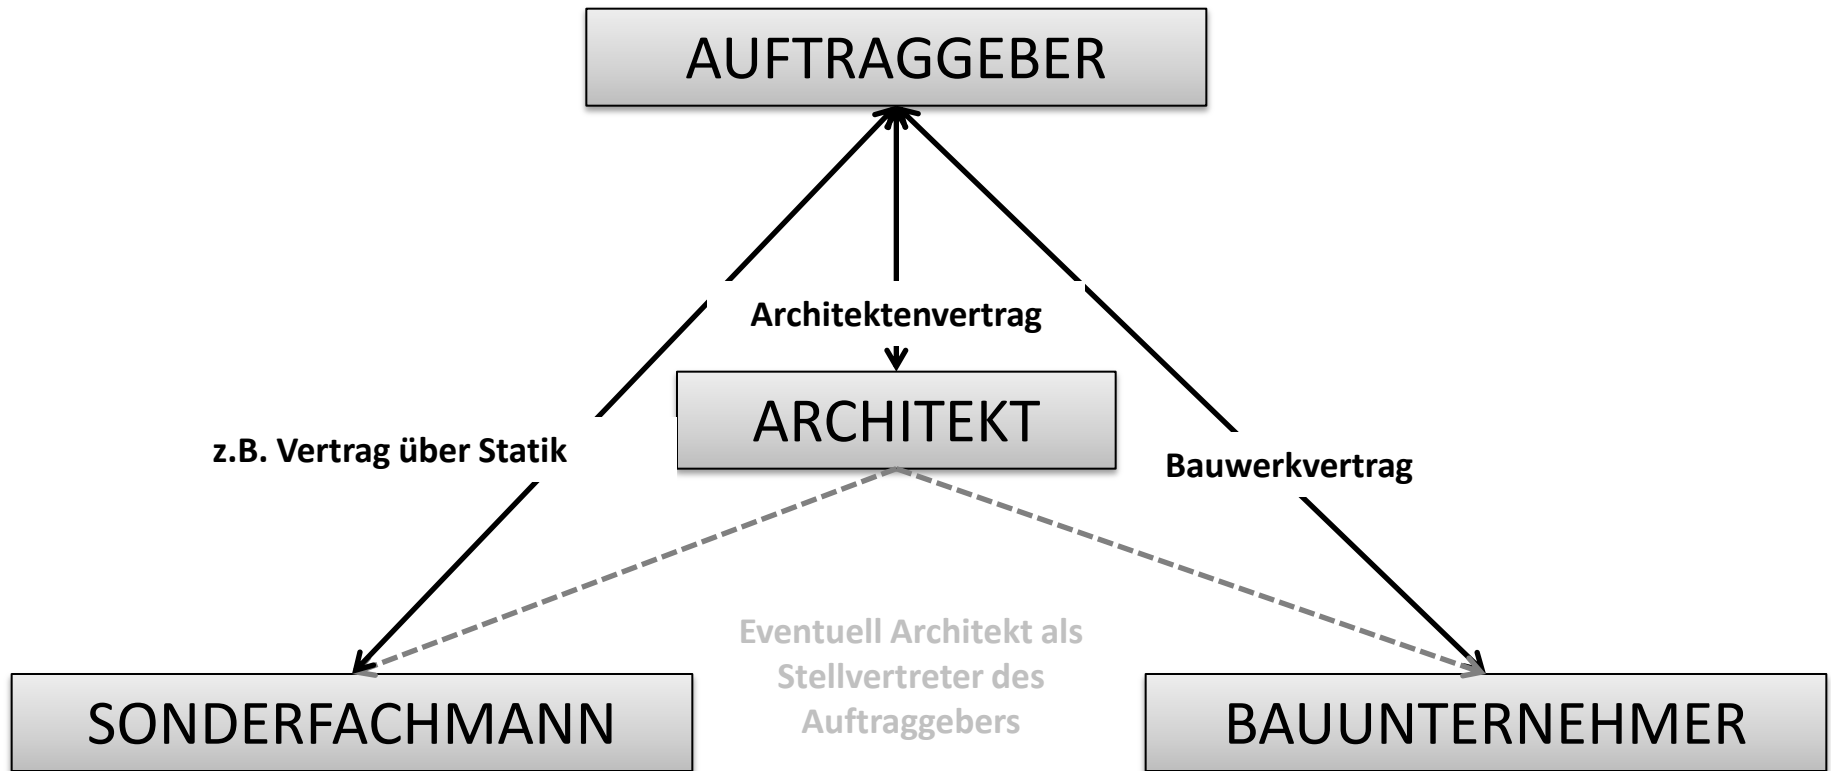 AUFTRAGGEBER
Architektenvertrag
ARCHITEKT
z.B. Vertrag über Statik
Bauwerkvertrag
Eventuell Architekt als
Stellvertreter des
Auftraggebers
SONDERFACHMANN
BAUUNTERNEHMER